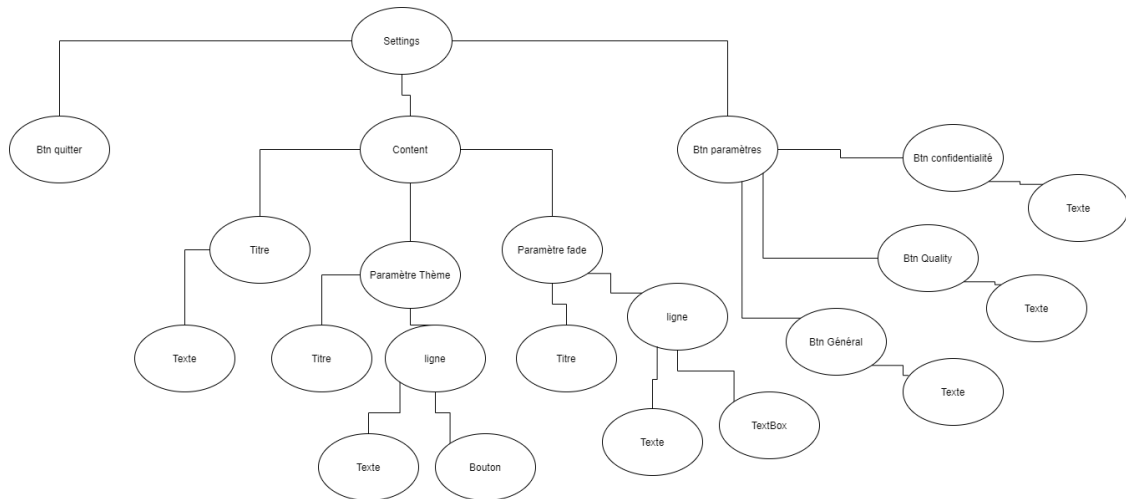 Settings
Btn quitter
Content
Btn paramètres
Btn confidentialité
Texte
Titre
Paramètre Thème
Paramètre fade
Btn Quality
Texte
ligne
Btn Général
Texte
Texte
Titre
ligne
Titre
Texte
Bouton
Texte
TextBox